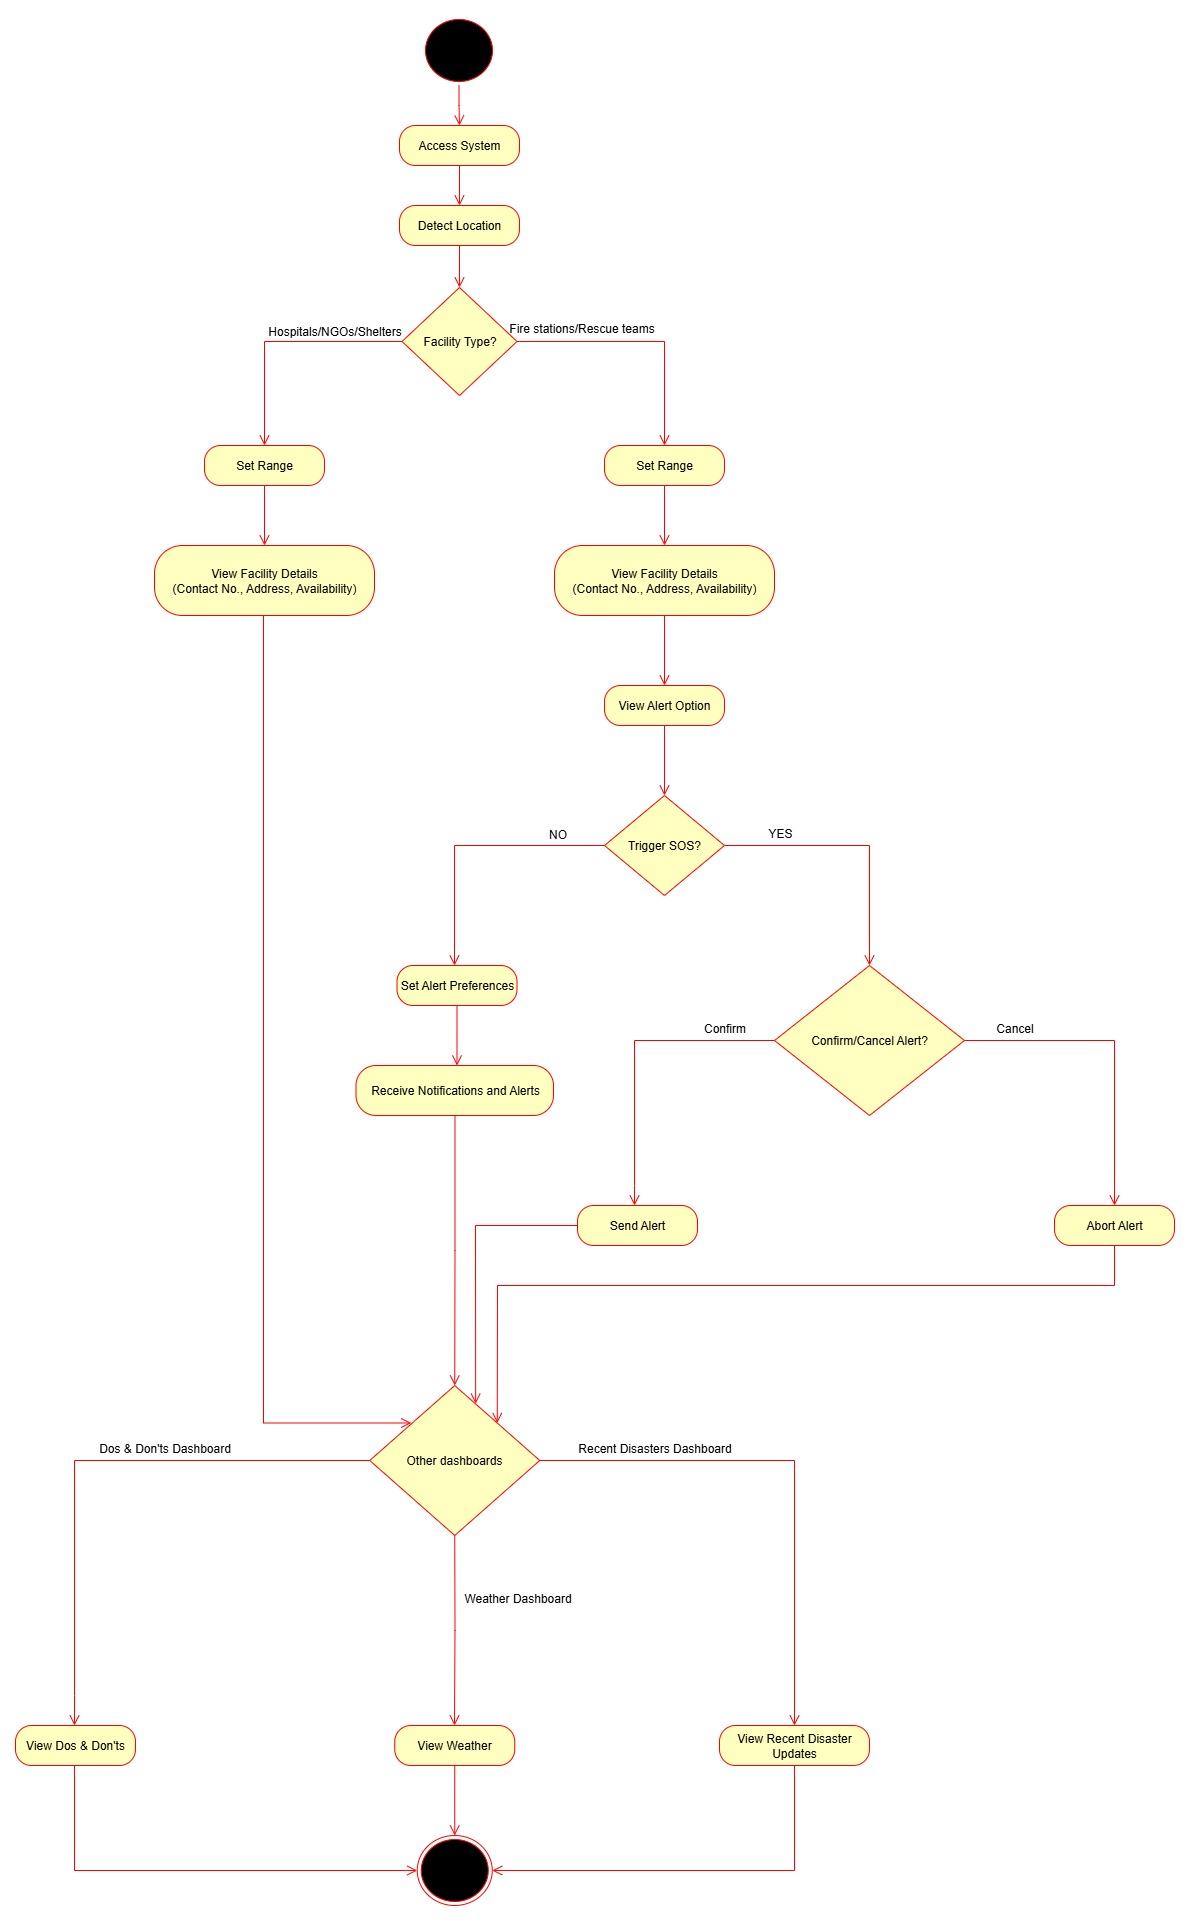 Access System
Detect Location
Facility Type?
Hospitals/NGOs/Shelters
Fire stations/Rescue teams
Set Range
Set Range
View Facility Details
(Contact No., Address, Availability)
View Facility Details
(Contact No., Address, Availability)
View Alert Option
Trigger SOS?
NO
YES
Set Alert Preferences
Confirm/Cancel Alert?
Confirm
Cancel
Receive Notifications and Alerts
Send Alert
Abort Alert
Other dashboards
Dos & Don'ts Dashboard
Recent Disasters Dashboard
Weather Dashboard
View Dos & Don'ts
View Weather
View Recent Disaster
Updates